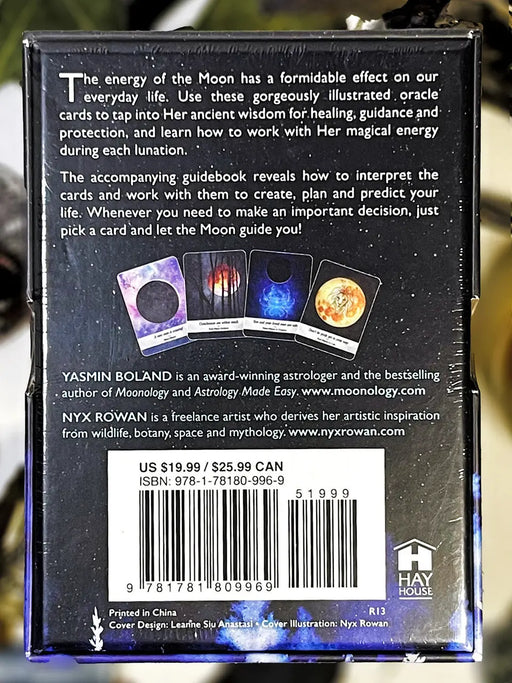 The energy of the Moon has a formidable effect on our
everyday life. Use these gorgeously illustrated oracle
cards to tap into Her ancient wisdom for healing, guidance and
protection, and learn how to work with Her magical energy
during each lunation.
The accompanying guidebook reveals how to interpret the
cards and work with them to create, plan and predict your
life. Whenever you need to make an important decision, just
pick a card and let the Moon guide you!
YASMIN BOLAND is an award-winning astrologer and the bestselling
author of Moonology and Astrology Made Easy. www.moonology.com
NYX ROWAN is a freelance artist who derives her artistic inspiration
from wildlife, botany, space and mythology. www.nyxrowan.com
US $19.99 / $25.99 CAN
ISBN: 978-1-78180-996-9
51999
9 781781 809969
HAY
HOUSE
Printed in China
R13
Cover Design: Leanne Siu Anastasi • Cover Illustration: Nyx Rowan